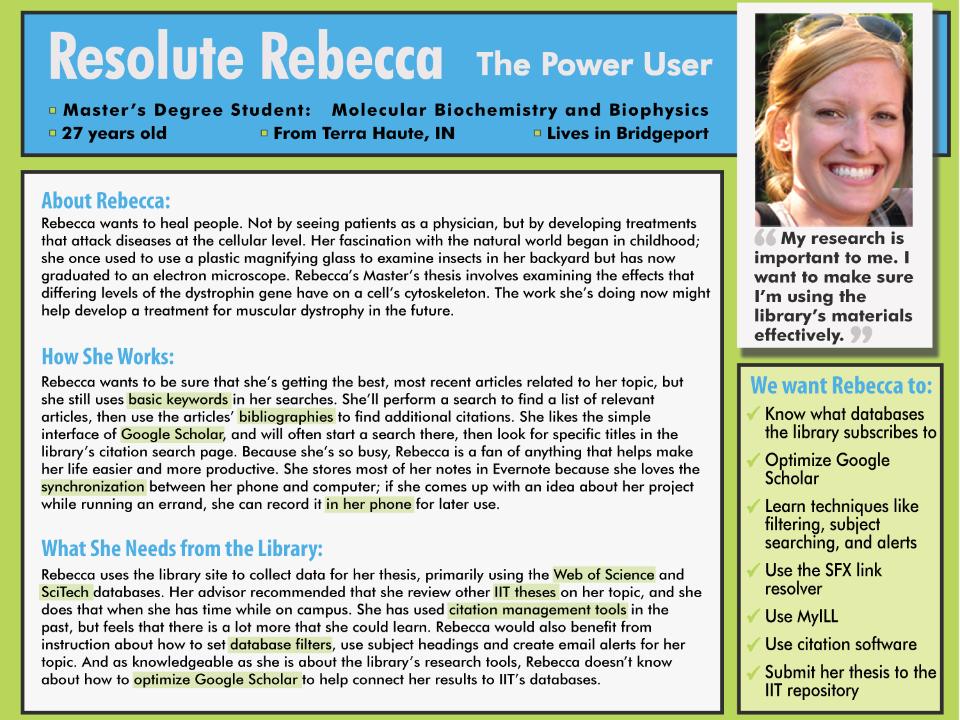 Resolute Rebecca The Power User
Master's Degree Student: Molecular Biochemistry and Biophysics
27 years old From Terra Haute, IN Lives in Bridgeport
“ My research is
important to me. I
want to make sure
I'm using the
library's materials
effectively. ”
About Rebecca:
Rebecca wants to heal people. Not by seeing patients as a physician, but by developing treatments
that attack diseases at the cellular level. Her fascination with the natural world began in childhood;
she once used to use a plastic magnifying glass to examine insects in her backyard but has now
graduated to an electron microscope. Rebecca's Master's thesis involves examining the effects that
differing levels of the dystrophin gene have on a cell's cytoskeleton. The work she's doing now might
help develop a treatment for muscular dystrophy in the future.
How She Works:
Rebecca wants to be sure that she's getting the best, most recent articles related to her topic, but
she still uses basic keywords in her searches. She'll perform a search to find a list of relevant
articles, then use the articles' bibliographies to find additional citations. She likes the simple
interface of Google Scholar, and will often start a search there, then look for specific titles in the
library's citation search page. Because she's so busy, Rebecca is a fan of anything that helps make
her life easier and more productive. She stores most of her notes in Evernote because she loves the
synchronization between her phone and computer; if she comes up with an idea about her project
while running an errand, she can record it in her phone for later use.
What She Needs from the Library:
Rebecca uses the library site to collect data for her thesis, primarily using the Web of Science and
SciTech databases. Her advisor recommended that she review other IIT theses on her topic, and she
does that when she has time while on campus. She has used citation management tools in the
past, but feels that there is a lot more that she could learn. Rebecca would also benefit from
instruction about how to set database filters, use subject headings and create email alerts for her
topic. And as knowledgeable as she is about the library's research tools, Rebecca doesn't know
about how to optimize Google Scholar to help connect her results to IIT's databases.
We want Rebecca to:
✓ Know what databases
the library subscribes to
✓ Optimize Google
Scholar
✓ Learn techniques like
filtering, subject
searching, and alerts
✓ Use the SFX link
resolver
✓ Use MyILL
✓ Use citation software
✓ Submit her thesis to the
IIT repository